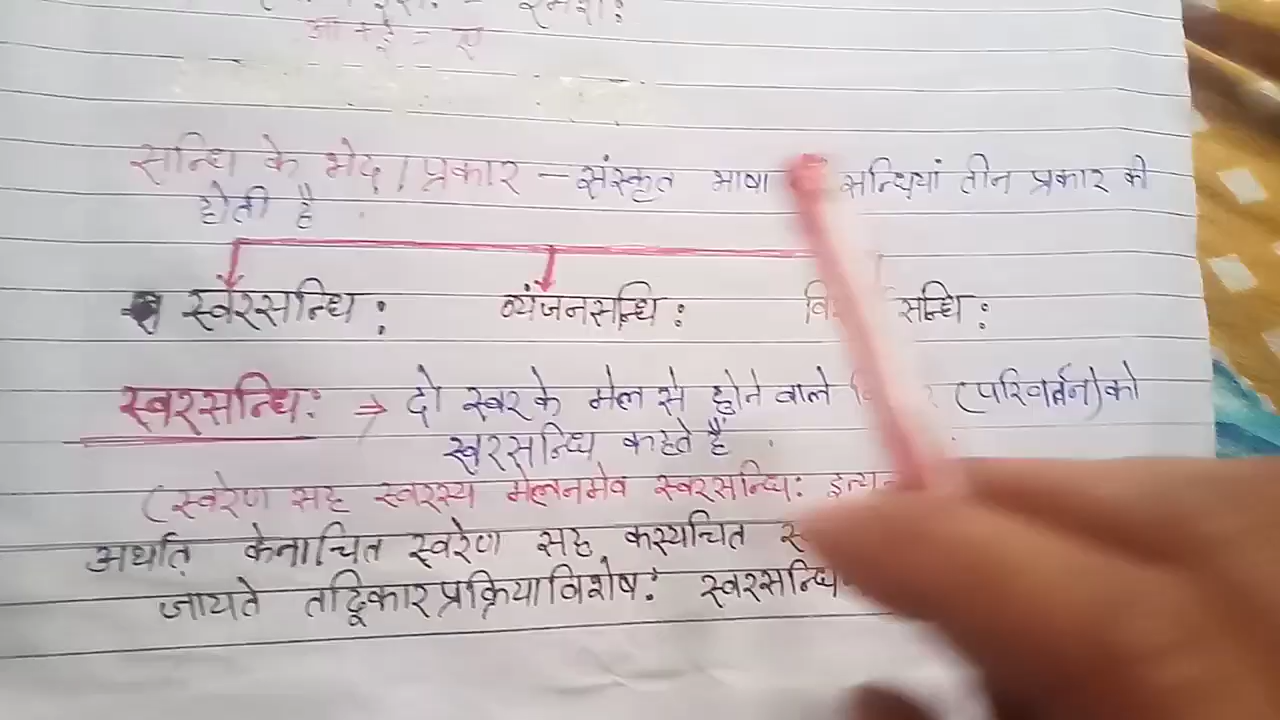 रमेशः
आ + ई = ए
सन्धि के भेद / प्रकार – संस्कृत भाषा सन्धियां तीन प्रकार की
होती है
स्वरसन्धि: व्यंजनसन्धि: सन्धि:
स्वरसन्धि: ⇒ दो स्वर के मेल से होने वाले (परिवर्तन) को
स्वरसन्धि कहते हैं
(स्वरेण सह स्वरस्य मेलनमेव स्वरसन्धि:
अर्थात् केनाचित स्वरेण सह कस्यचित
जायते तद्विकारप्रक्रियाविशेष: स्वरसन्धि